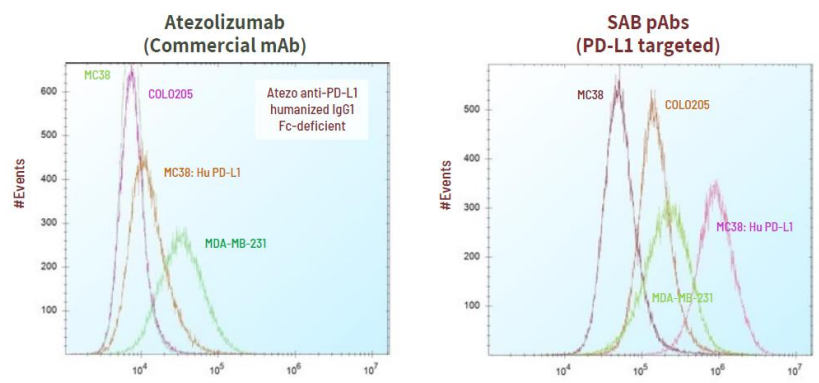 Atezolizumab
(Commercial mAb)
MC38
COLO205
Atezo anti-PD-L1
humanized IgG1
Fc-deficient
MC38: Hu PD-L1
MDA-MB-231
#Events
600
500
400
300
200
100
10⁴
10⁵
10⁶
10⁷
SAB pAbs
(PD-L1 targeted)
MC38
COLO205
MC38: Hu PD-L1
MDA-MB-231
#Events
500
400
300
200
100
10⁴
10⁵
10⁶
10⁷